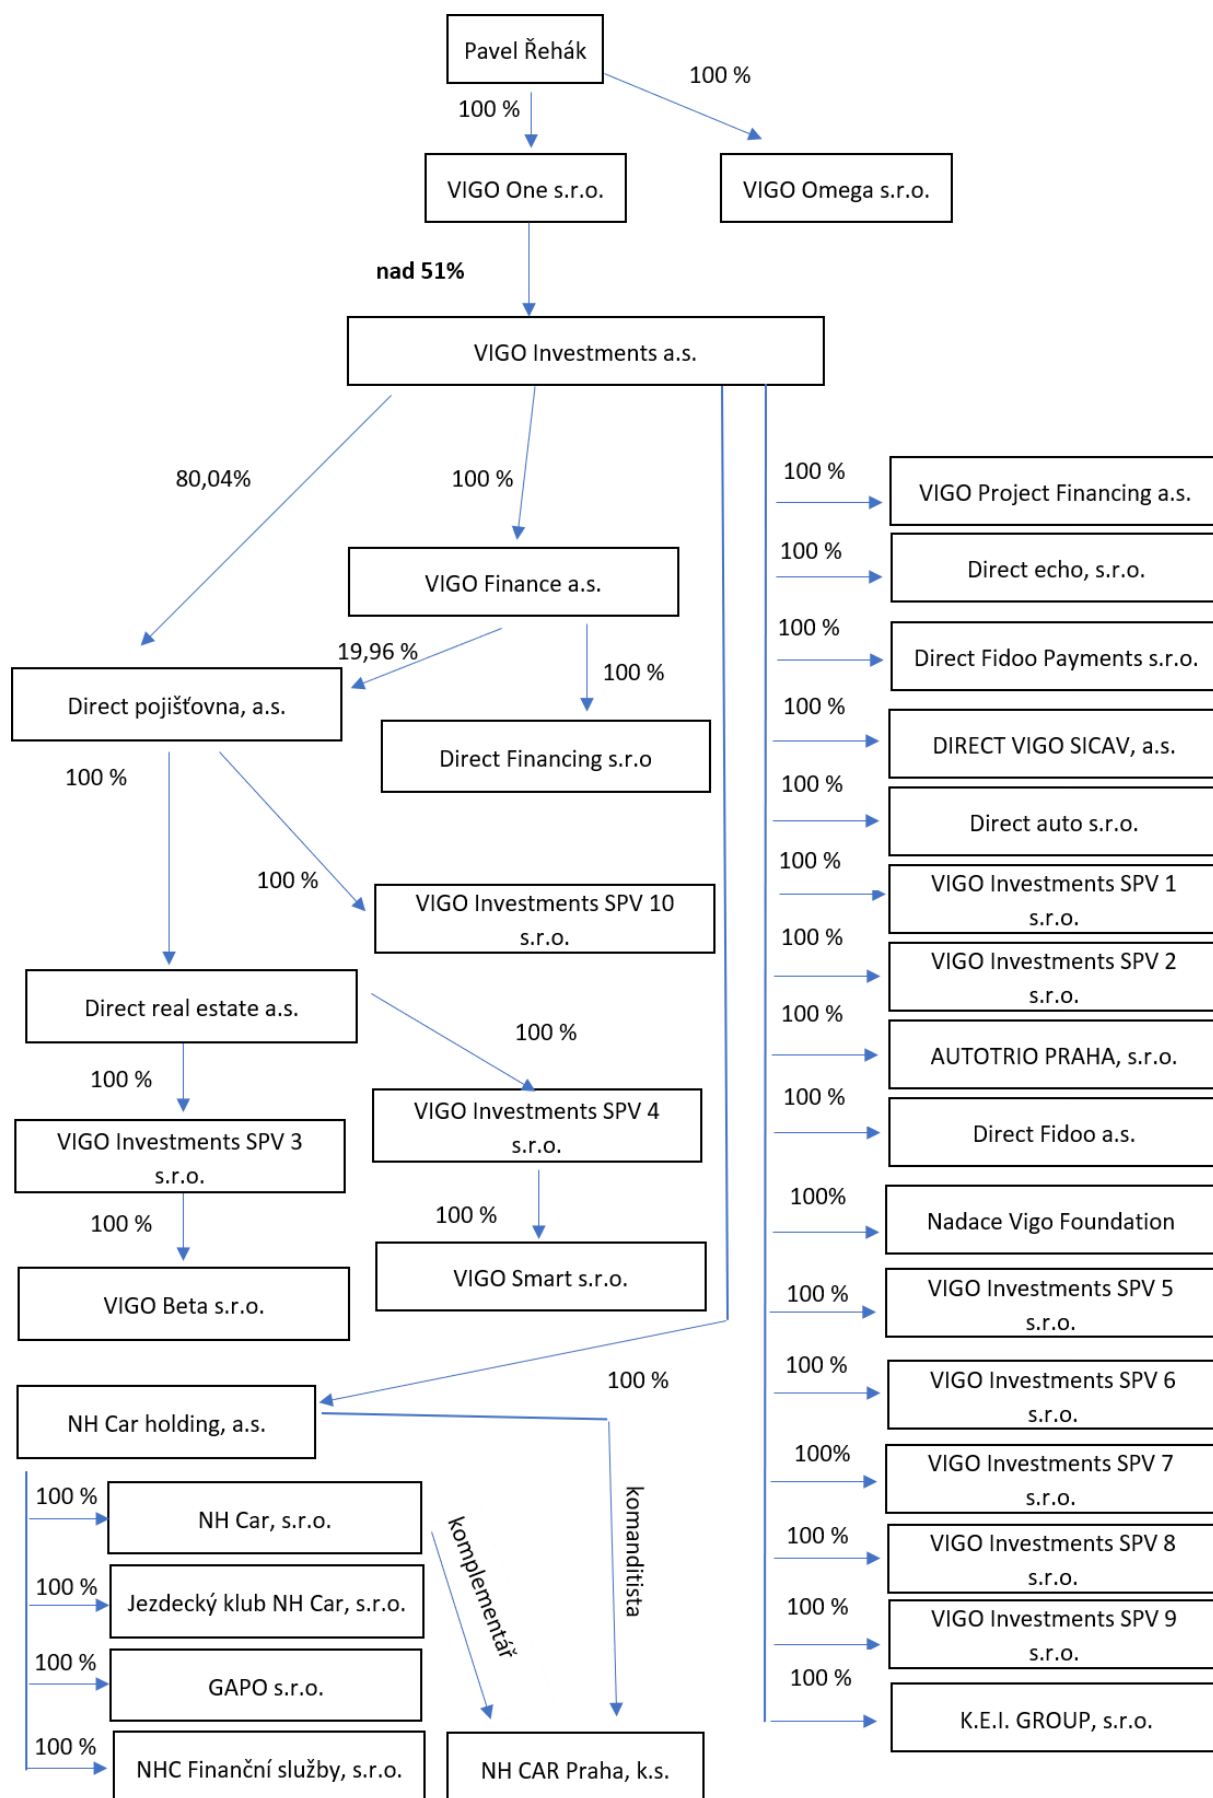 Pavel Řehák
100 %
100 %
VIGO One s.r.o.
VIGO Omega s.r.o.
nad 51%
VIGO Investments a.s.
80,04%
100 %
100 %
VIGO Project Financing a.s.
100 %
Direct echo, s.r.o.
VIGO Finance a.s.
100 %
Direct Fidoo Payments s.r.o.
19,96 %
100 %
Direct pojišťovna, a.s.
100 %
DIRECT VIGO SICAV, a.s.
Direct Financing s.r.o
100 %
100 %
Direct auto s.r.o.
100 %
100 %
VIGO Investments SPV 10
s.r.o.
VIGO Investments SPV 1
s.r.o.
100 %
VIGO Investments SPV 2
s.r.o.
Direct real estate a.s.
100 %
100 %
AUTOTRIO PRAHA, s.r.o.
100 %
100 %
VIGO Investments SPV 4
s.r.o.
Direct Fidoo a.s.
VIGO Investments SPV 3
s.r.o.
100%
Nadace Vigo Foundation
100 %
100 %
VIGO Smart s.r.o.
VIGO Beta s.r.o.
100 %
VIGO Investments SPV 5
s.r.o.
100 %
100 %
VIGO Investments SPV 6
s.r.o.
NH Car holding, a.s.
100%
VIGO Investments SPV 7
s.r.o.
100 %
NH Car, s.r.o.
komplementář
komanditista
100 %
VIGO Investments SPV 8
s.r.o.
100 %
Jezdecký klub NH Car, s.r.o.
100 %
VIGO Investments SPV 9
s.r.o.
100 %
GAPO s.r.o.
100 %
K.E.I. GROUP, s.r.o.
100 %
NHC Finanční služby, s.r.o.
NH CAR Praha, k.s.